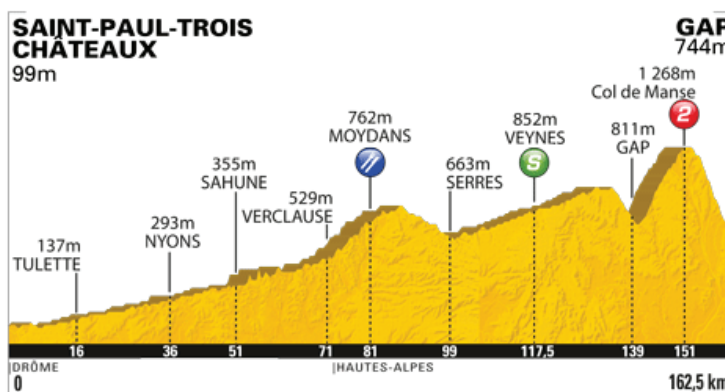 SAINT-PAUL-TROIS
CHÂTEAUX
99m
GAP
744m
1 268m
Col de Manse
2
762m
MOYDANS
852m
VEYNES
S
811m
GAP
355m
SAHUNE
663m
SERRES
529m
VERCLAUSE
293m
NYONS
137m
TULETTE
16 36 51 71 81 99 117,5 139 151
DRÔME HAUTES-ALPES
0 162,5 km